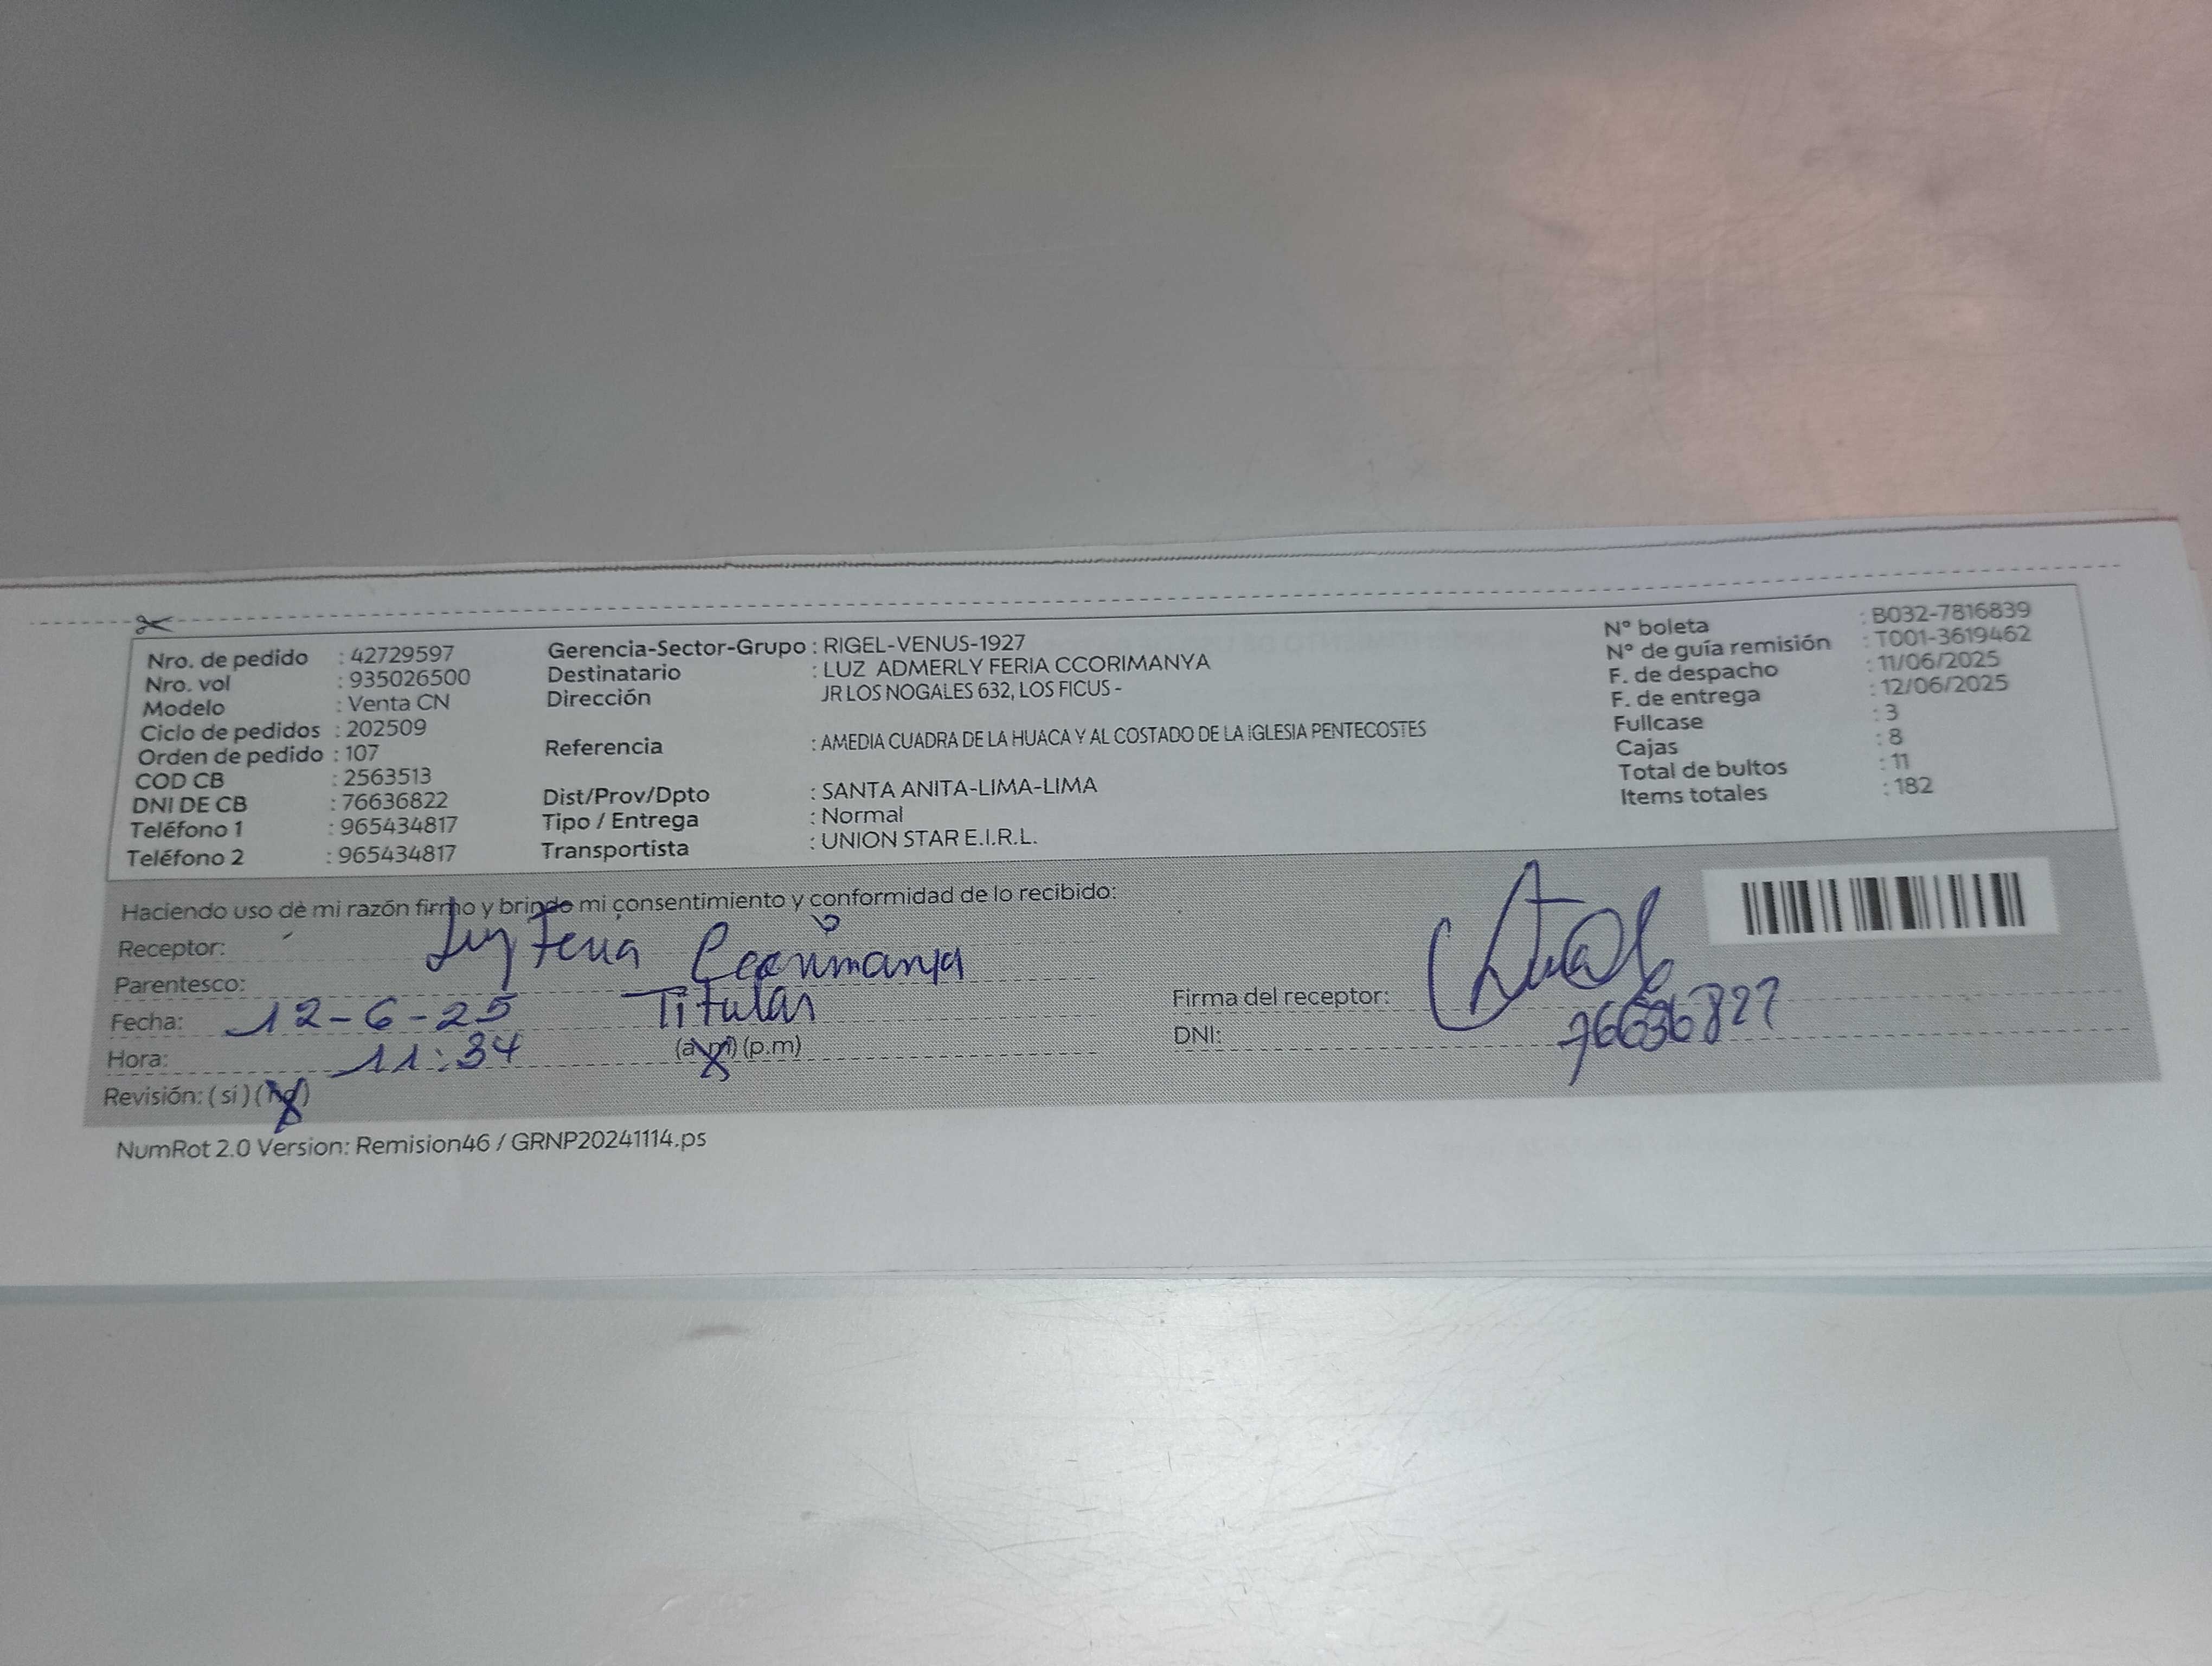 Nro. de pedido : 42729597
Nro. vol : 935026500
Modelo : Venta CN
Ciclo de pedidos : 202509
Orden de pedido : 107
COD CB : 2563513
DNI DE CB : 76636822
Teléfono 1 : 965434817
Teléfono 2 : 965434817
Gerencia-Sector-Grupo : RIGEL-VENUS-1927
Destinatario : LUZ ADMERLY FERIA CCORIMANYA
Dirección JR LOS NOGALES 632, LOS FICUS -
Referencia : AMEDIA CUADRA DE LA HUACA Y AL COSTADO DE LA IGLESIA PENTECOSTES
Dist/Prov/Dpto : SANTA ANITA-LIMA-LIMA
Tipo / Entrega : Normal
Transportista : UNION STAR E.I.R.L.
N° boleta : B032-7816839
N° de guía remisión : T001-3619462
F. de despacho : 11/06/2025
F. de entrega : 12/06/2025
Fullcase : 3
Cajas : 8
Total de bultos : 11
Items totales : 182
Haciendo uso de mi razón firmo y brindo mi consentimiento y conformidad de lo recibido:
Receptor: Luz Feria Ccorimanya
Parentesco: Titular
Fecha: 12-6-25
Hora: 11:34 (a.m) (p.m)
Revisión: ( si ) ( no )
Firma del receptor:
DNI: 76636822
NumRot 2.0 Version: Remision46 / GRNP20241114.ps